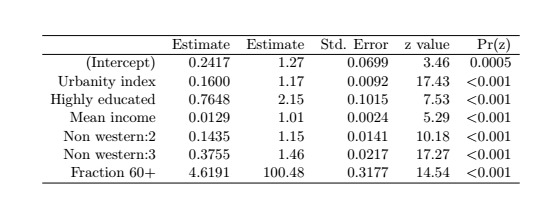 Estimate Estimate Std. Error z value Pr(z)
(Intercept) 0.2417 1.27 0.0699 3.46 0.0005
Urbanity index 0.1600 1.17 0.0092 17.43 <0.001
Highly educated 0.7648 2.15 0.1015 7.53 <0.001
Mean income 0.0129 1.01 0.0024 5.29 <0.001
Non western:2 0.1435 1.15 0.0141 10.18 <0.001
Non western:3 0.3755 1.46 0.0217 17.27 <0.001
Fraction 60+ 4.6191 100.48 0.3177 14.54 <0.001